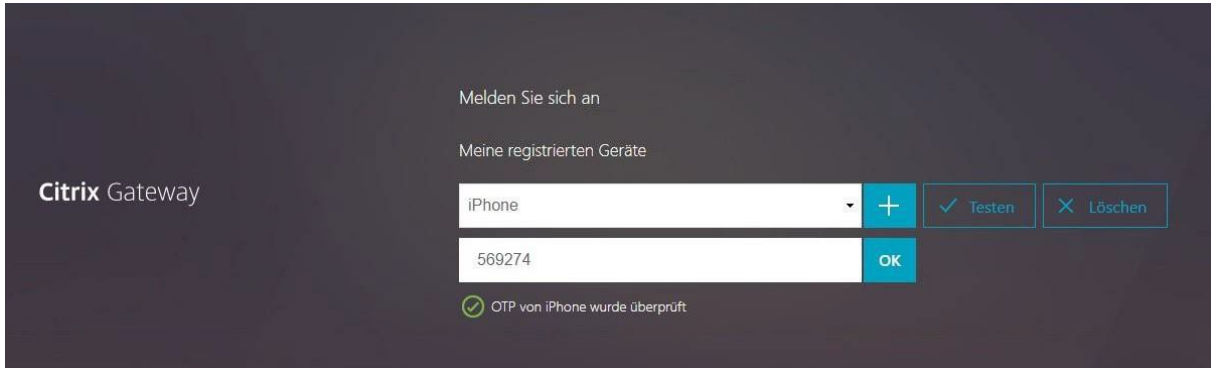 Melden Sie sich an
Meine registrierten Geräte
Citrix Gateway
iPhone
Testen
Löschen
569274
OK
OTP von iPhone wurde überprüft